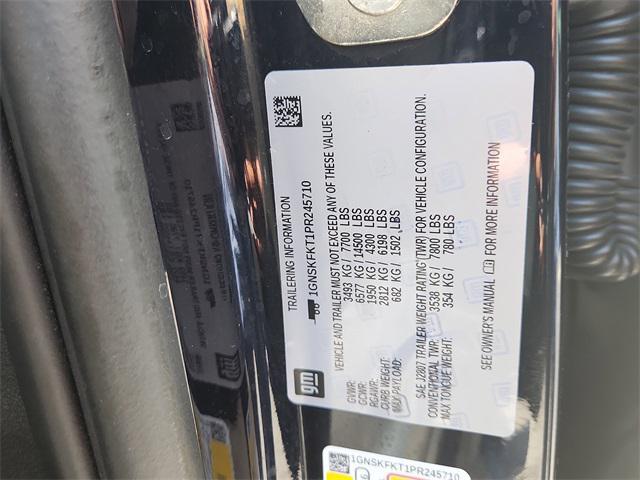 gm
TRAILERING INFORMATION
1GNSKFKT1PR245710
VEHICLE AND TRAILER MUST NOT EXCEED ANY OF THESE VALUES.
GVWR: 3493 KG/ 7700 LBS
GCWR: 6577 KG/14500 LBS
RGAWR: 1950 KG/ 4300 LBS
CURB WEIGHT: 2812 KG/ 6198 LBS
MAX PAYLOAD: 682 KG/ 1502 LBS
SAE J2807 TRAILER WEIGHT RATING (TWR) FOR VEHICLE CONFIGURATION.
CONVENTIONAL TWR: 3538 KG/ 7800 LBS
MAX TONGUE WEIGHT: 354 KG/ 780 LBS
SEE OWNER'S MANUAL FOR MORE INFORMATION
1GNSKFKT1PR245710